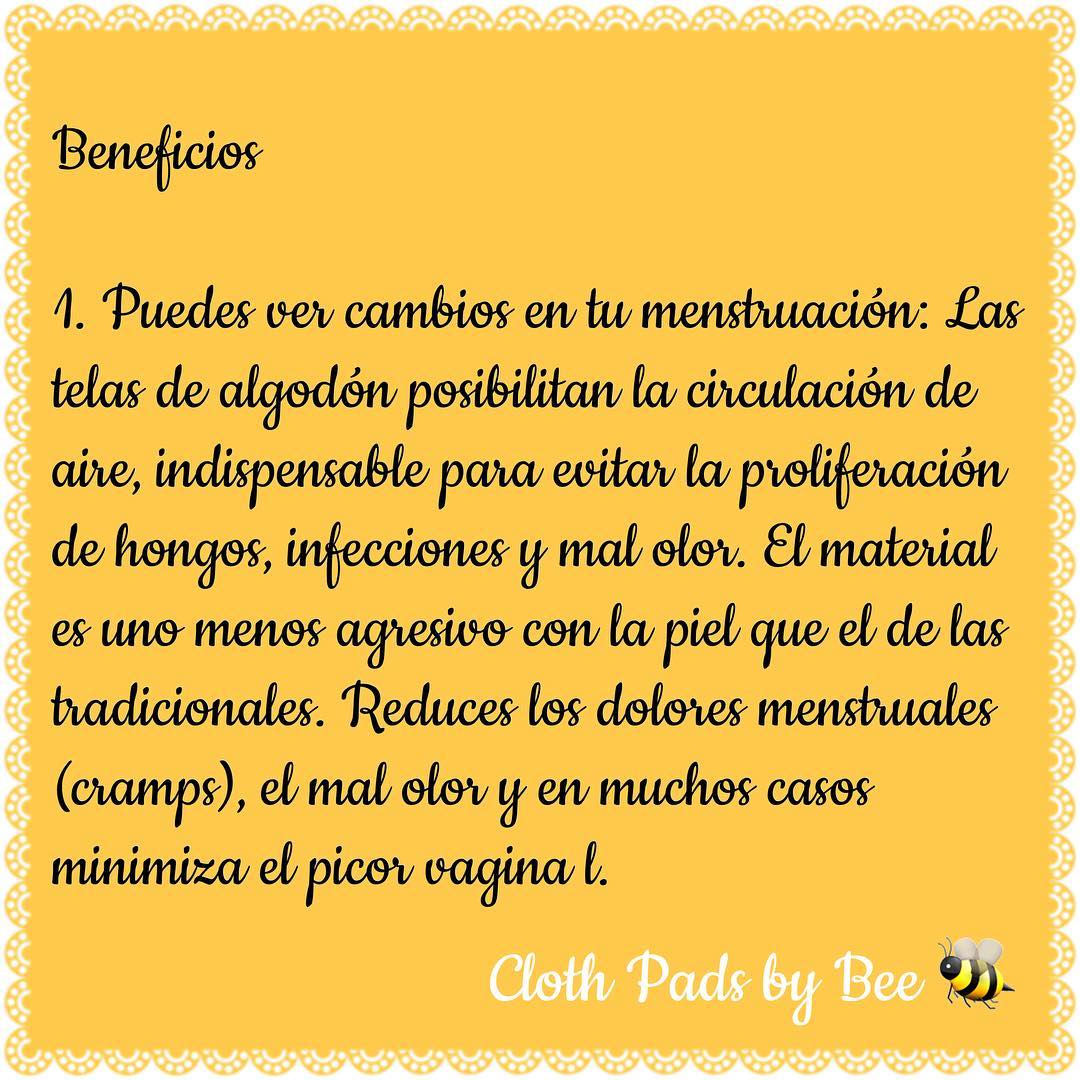 Beneficios
1. Puedes ver cambios en tu menstruación: Las
telas de algodón posibilitan la circulación de
aire, indispensable para evitar la proliferación
de hongos, infecciones y mal olor. El material
es uno menos agresivo con la piel que el de las
tradicionales. Reduces los dolores menstruales
(cramps), el mal olor y en muchos casos
minimiza el picor vagina l.
Cloth Pads by Bee